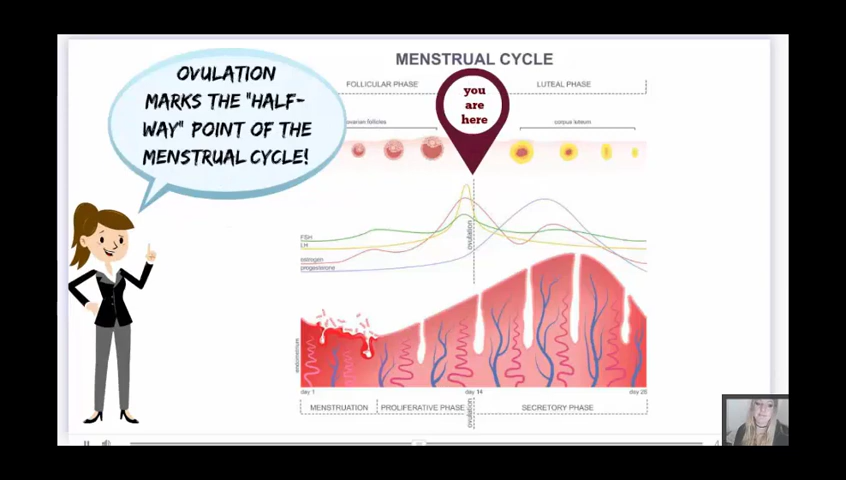 OVULATION
MARKS THE "HALF-
WAY" POINT OF THE
MENSTRUAL CYCLE!
MENSTRUAL CYCLE
FOLLICULAR PHASE
LUTEAL PHASE
you
are
here
ovarian follicles
corpus luteum
FSH
LH
estrogen
progesterone
ovulation
endometrium
day 1
day 14
day 28
MENSTRUATION
PROLIFERATIVE PHASE
ovulation
SECRETORY PHASE